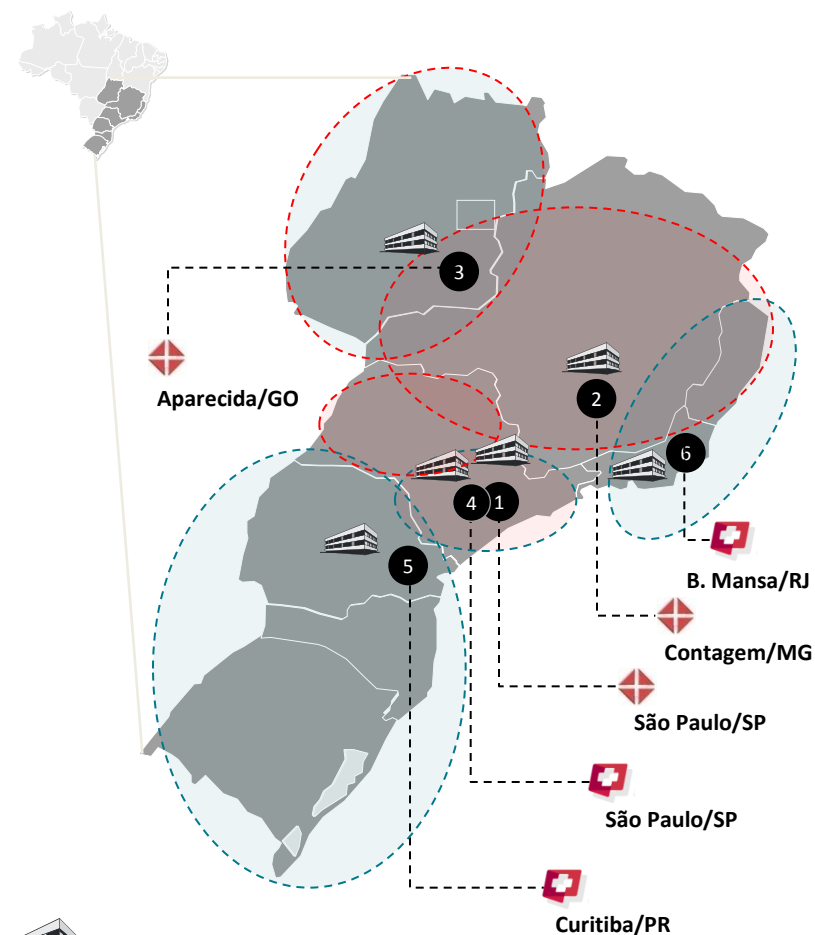 3
Aparecida/GO
2
6
4
1
5
B. Mansa/RJ
Contagem/MG
São Paulo/SP
São Paulo/SP
Curitiba/PR